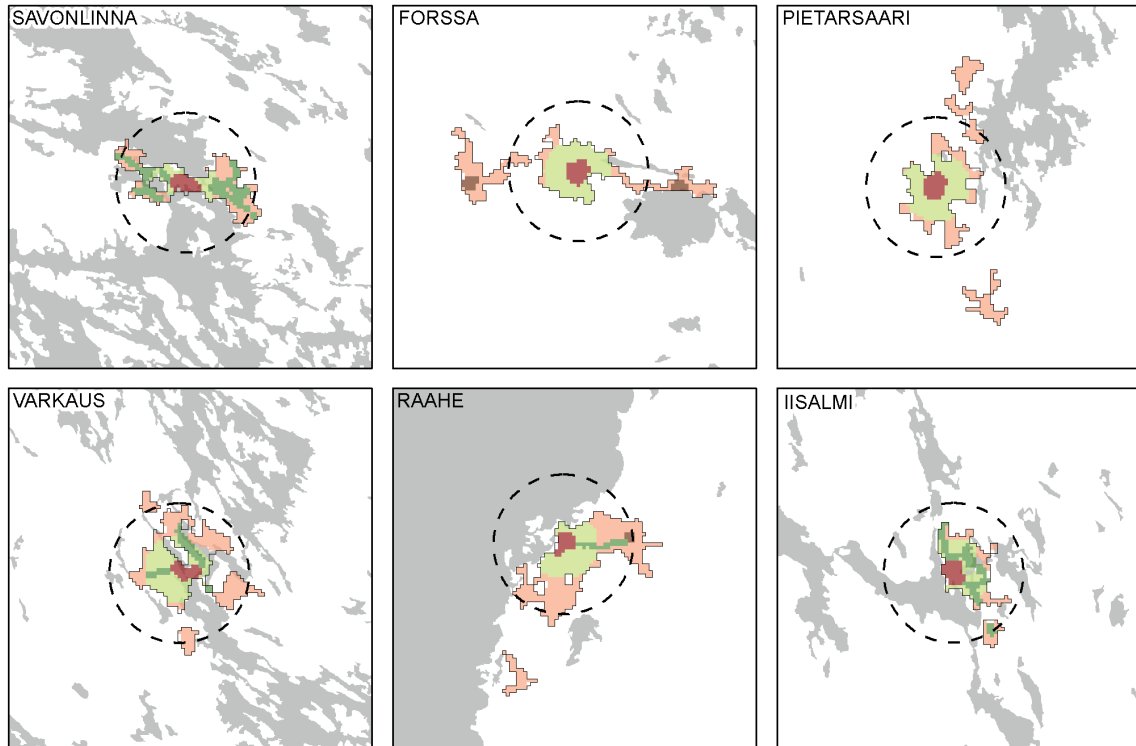 SAVONLINNA
FORSSA
PIETARSAARI
VARKAUS
RAAHE
IISALMI